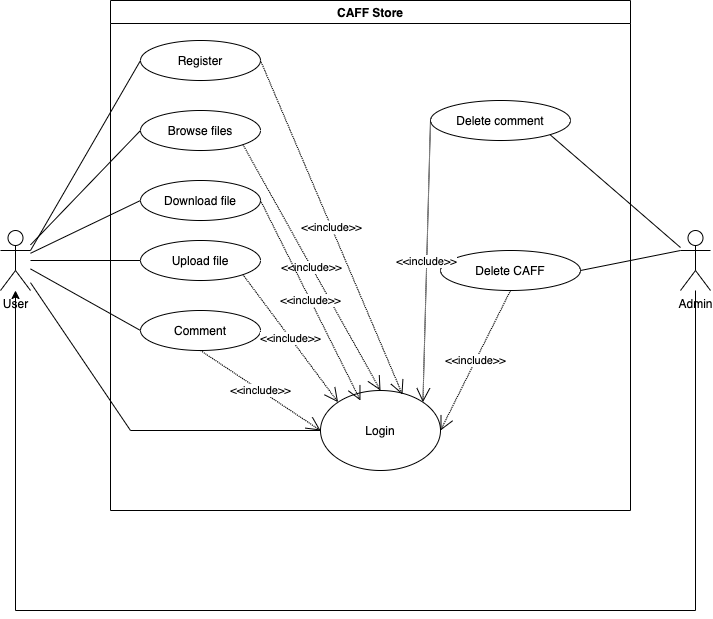 CAFF Store
Register
Browse files
Download file
Upload file
Comment
Delete comment
Delete CAFF
Login
User
Admin
<<include>>
<<include>>
<<include>>
<<include>>
<<include>>
<<include>>
<<include>>